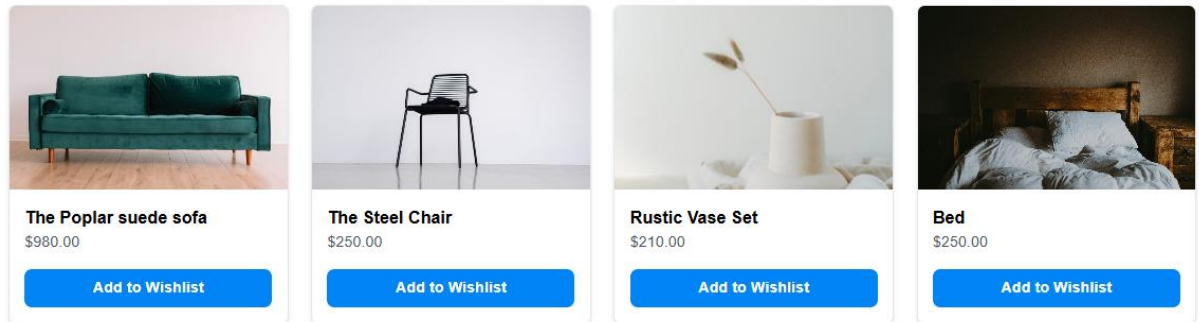 The Poplar suede sofa
$980.00
Add to Wishlist
The Steel Chair
$250.00
Add to Wishlist
Rustic Vase Set
$210.00
Add to Wishlist
Bed
$250.00
Add to Wishlist